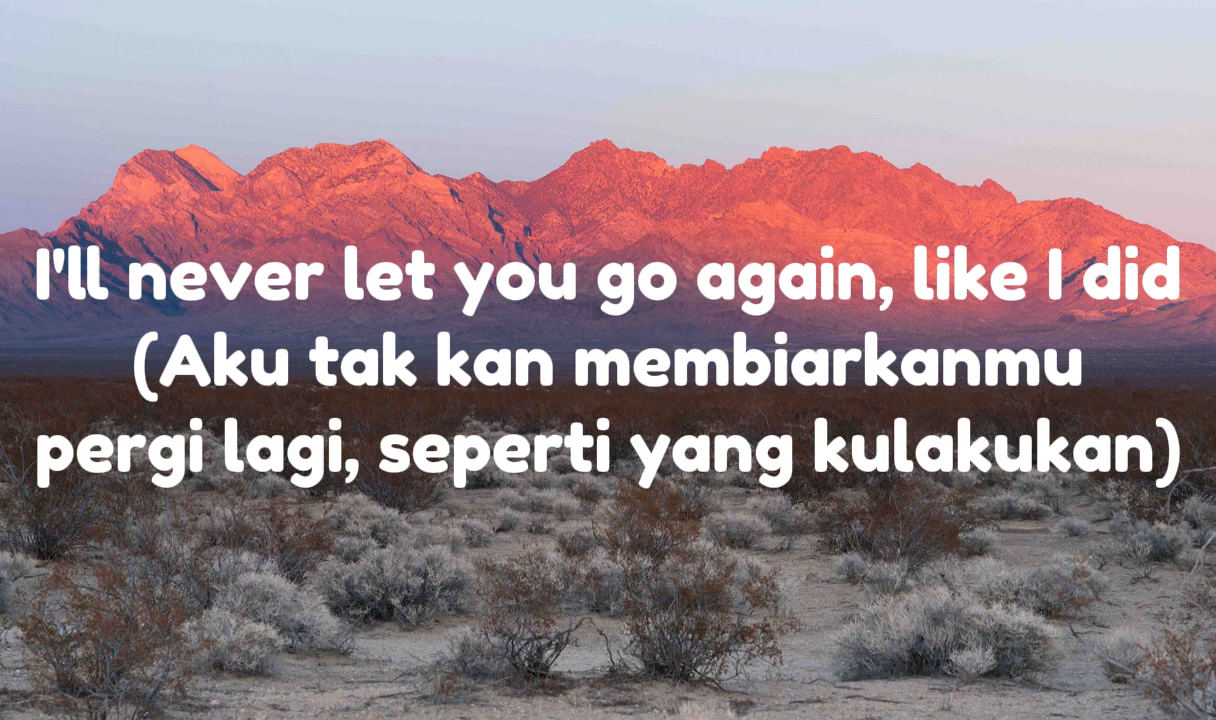 I'll never let you go again, like I did
(Aku tak kan membiarkanmu
pergi lagi, seperti yang kulakukan)